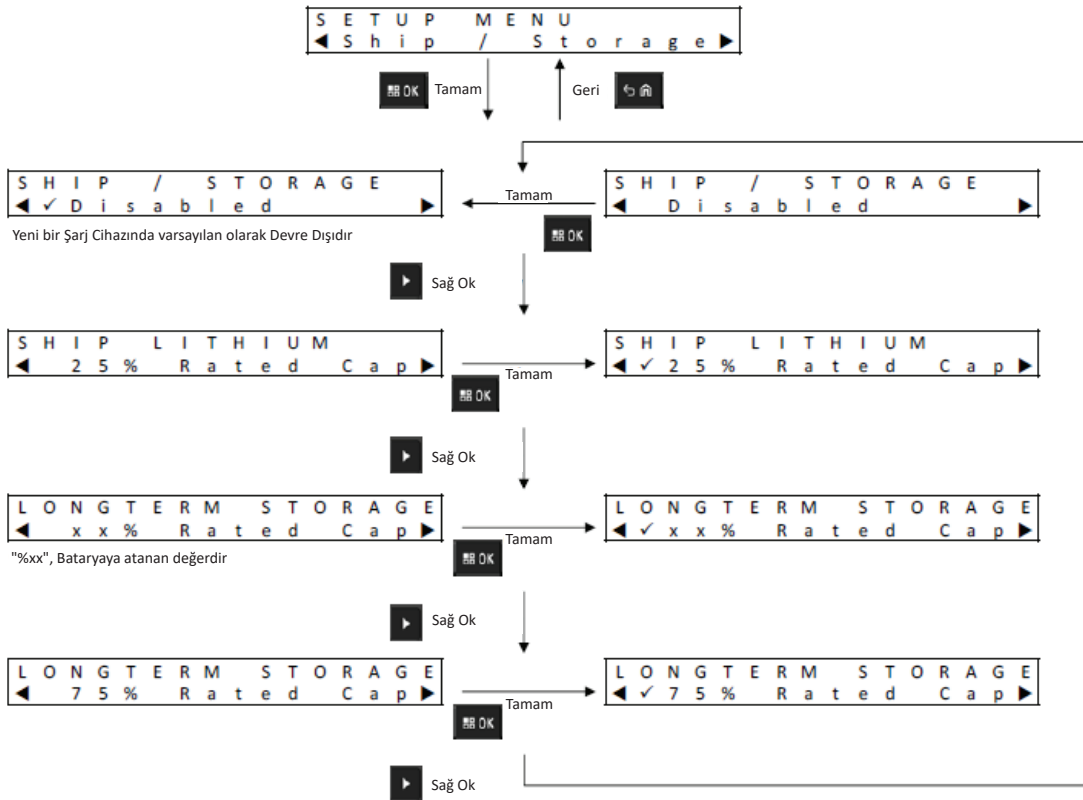 SETUP MENU
◀Ship / Storage▶
OK Tamam Geri
SHIP / STORAGE
◀✓Disabled ▶
Tamam
OK
SHIP / STORAGE
◀ Disabled ▶
Yeni bir Şarj Cihazında varsayılan olarak Devre Dışıdır
Sağ Ok
SHIP LITHIUM
◀ 25% Rated Cap▶
Tamam
OK
SHIP LITHIUM
◀✓25% Rated Cap▶
Sağ Ok
LONGTERM STORAGE
◀ xx% Rated Cap▶
Tamam
OK
LONGTERM STORAGE
◀✓xx% Rated Cap▶
"%xx", Bataryaya atanan değerdir
Sağ Ok
LONGTERM STORAGE
◀ 75% Rated Cap▶
Tamam
OK
LONGTERM STORAGE
◀✓75% Rated Cap▶
Sağ Ok